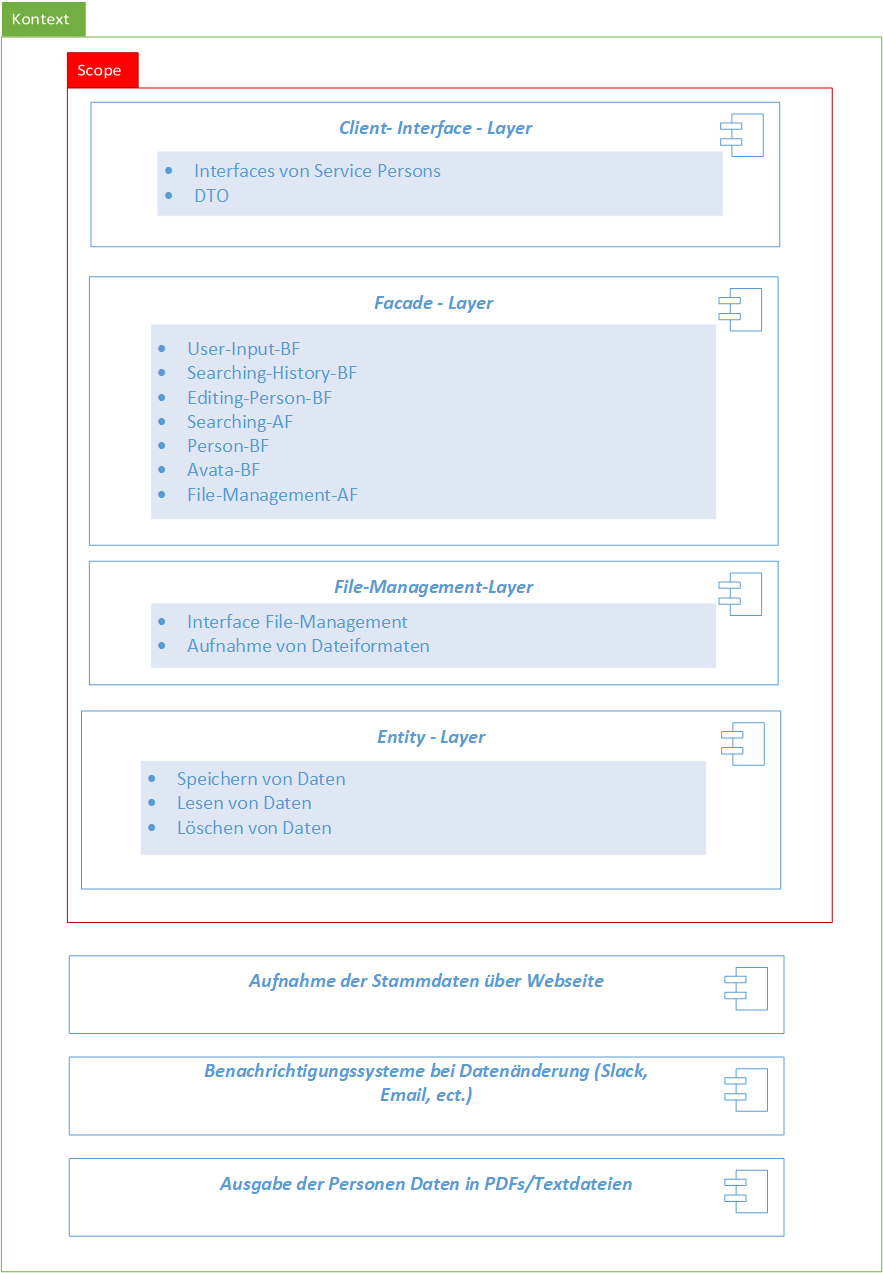 Kontext
Scope
Client- Interface - Layer
• Interfaces von Service Persons
• DTO
Facade - Layer
• User-Input-BF
• Searching-History-BF
• Editing-Person-BF
• Searching-AF
• Person-BF
• Avata-BF
• File-Management-AF
File-Management-Layer
• Interface File-Management
• Aufnahme von Dateiformaten
Entity - Layer
• Speichern von Daten
• Lesen von Daten
• Löschen von Daten
Aufnahme der Stammdaten über Webseite
Benachrichtigungssysteme bei Datenänderung (Slack,
Email, ect.)
Ausgabe der Personen Daten in PDFs/Textdateien